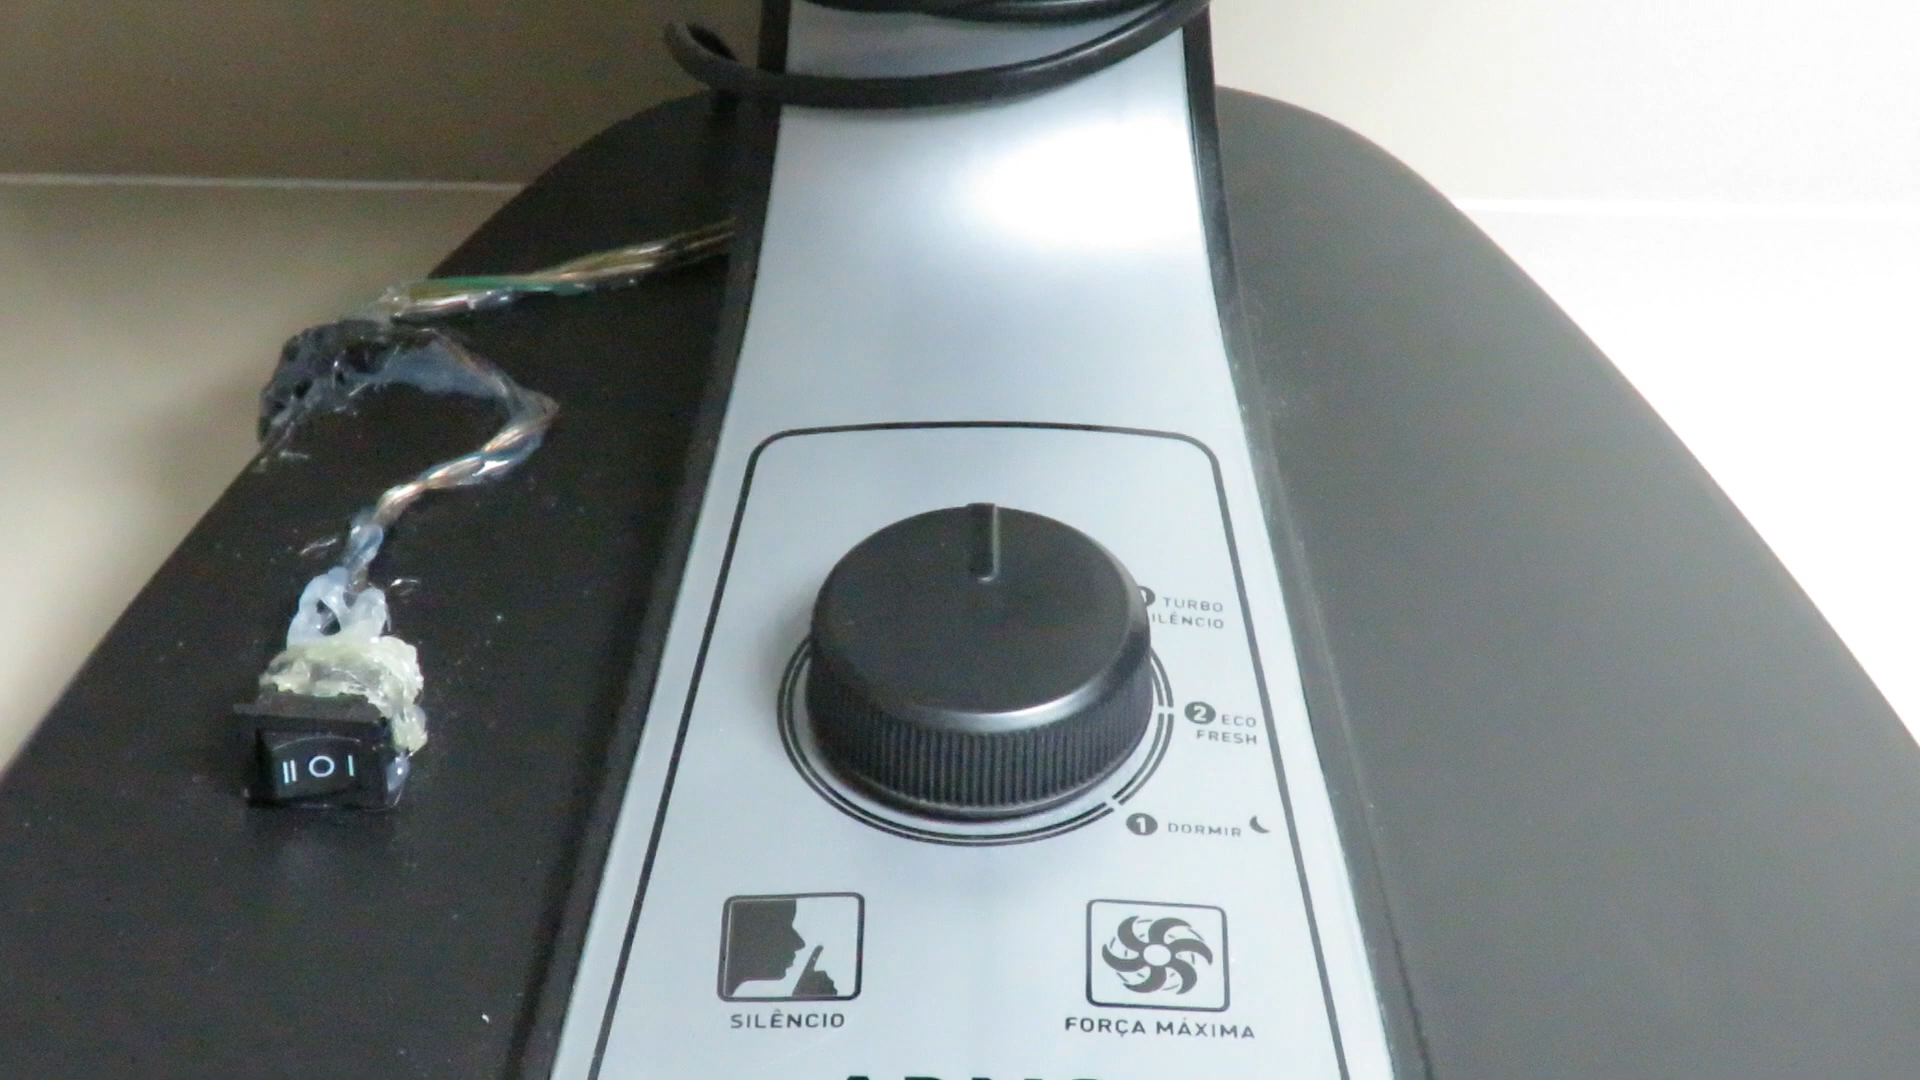 TURBO
ILÊNCIO
2 ECO
FRESH
1 DORMIR
II O I
SILÊNCIO
FORÇA MÁXIMA